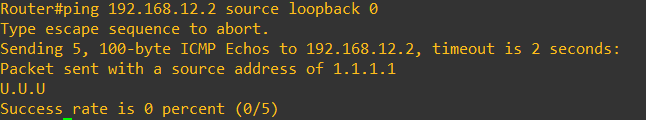 Router#ping 192.168.12.2 source loopback 0
Type escape sequence to abort.
Sending 5, 100-byte ICMP Echos to 192.168.12.2, timeout is 2 seconds:
Packet sent with a source address of 1.1.1.1
U.U.U
Success rate is 0 percent (0/5)